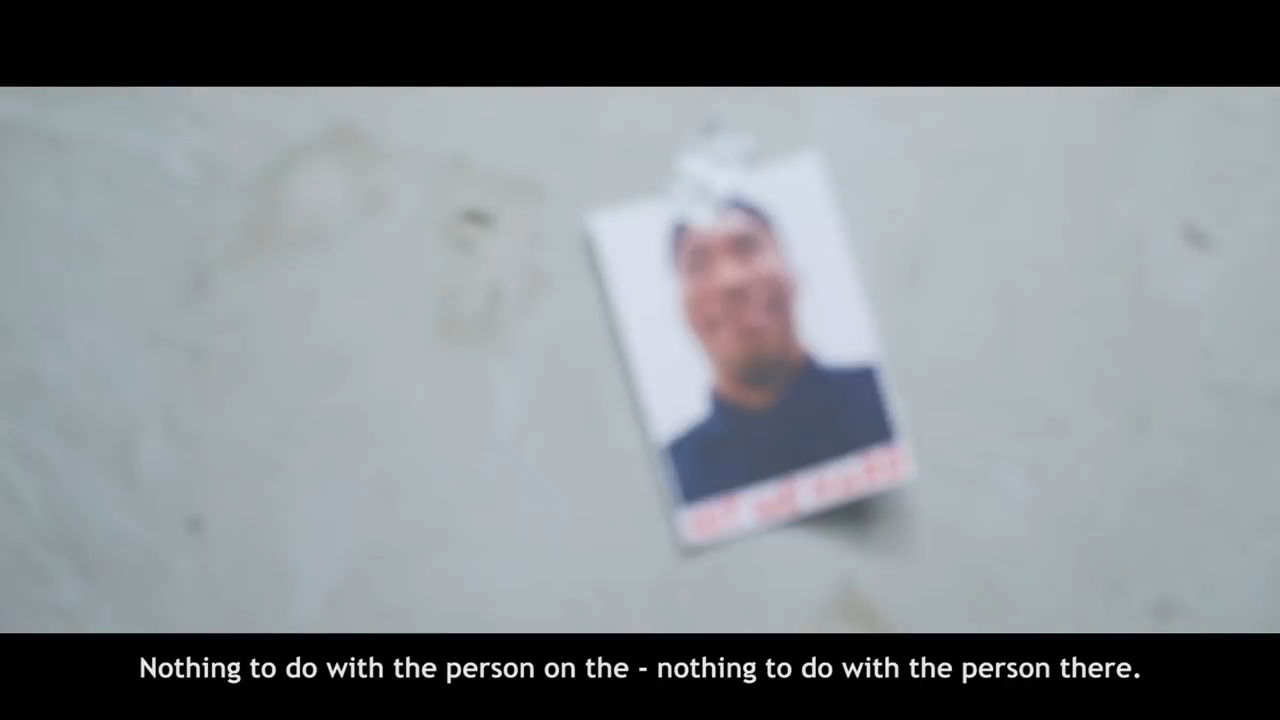 Nothing to do with the person on the - nothing to do with the person there.